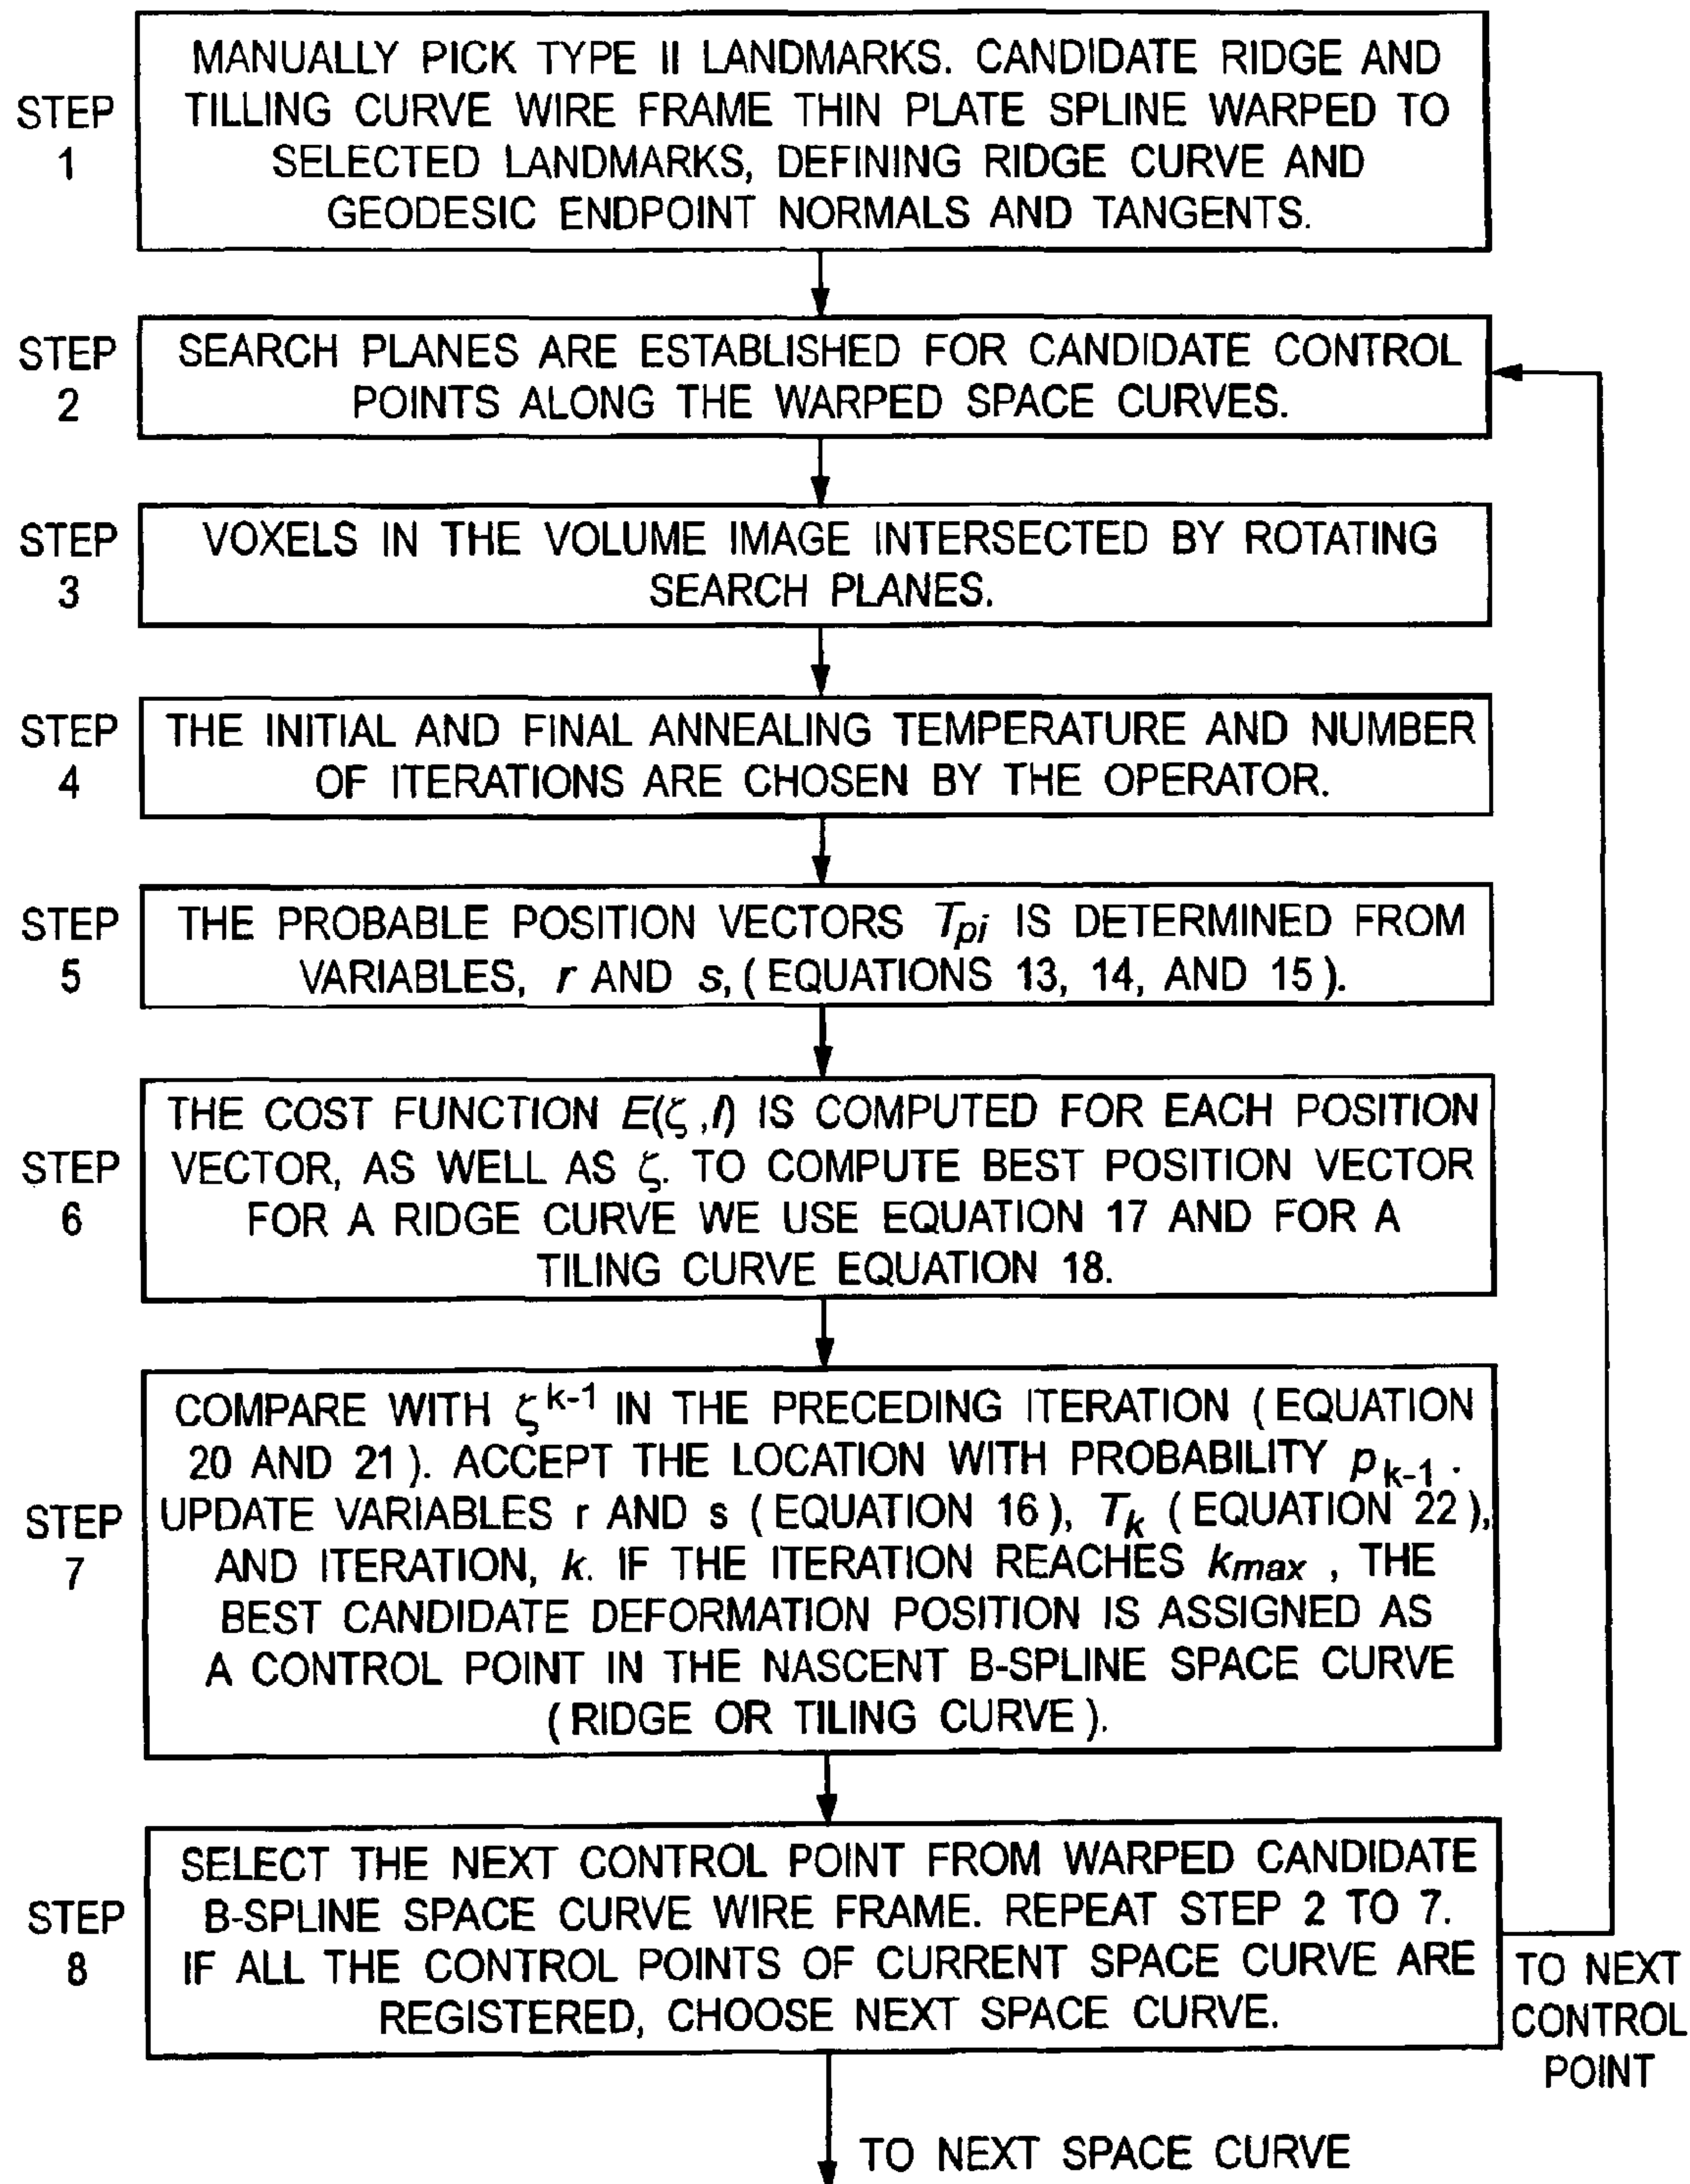 STEP
1
MANUALLY PICK TYPE II LANDMARKS. CANDIDATE RIDGE AND
TILLING CURVE WIRE FRAME THIN PLATE SPLINE WARPED TO
SELECTED LANDMARKS, DEFINING RIDGE CURVE AND
GEODESIC ENDPOINT NORMALS AND TANGENTS.
STEP
2
SEARCH PLANES ARE ESTABLISHED FOR CANDIDATE CONTROL
POINTS ALONG THE WARPED SPACE CURVES.
STEP
3
VOXELS IN THE VOLUME IMAGE INTERSECTED BY ROTATING
SEARCH PLANES.
STEP
4
THE INITIAL AND FINAL ANNEALING TEMPERATURE AND NUMBER
OF ITERATIONS ARE CHOSEN BY THE OPERATOR.
STEP
5
THE PROBABLE POSITION VECTORS T_pi IS DETERMINED FROM
VARIABLES, r AND s, ( EQUATIONS 13, 14, AND 15 ).
STEP
6
THE COST FUNCTION E(ζ ,I) IS COMPUTED FOR EACH POSITION
VECTOR, AS WELL AS ζ. TO COMPUTE BEST POSITION VECTOR
FOR A RIDGE CURVE WE USE EQUATION 17 AND FOR A
TILING CURVE EQUATION 18.
STEP
7
COMPARE WITH ζ^k-1 IN THE PRECEDING ITERATION ( EQUATION
20 AND 21 ). ACCEPT THE LOCATION WITH PROBABILITY p_k-1 .
UPDATE VARIABLES r AND s ( EQUATION 16 ), T_k ( EQUATION 22 ),
AND ITERATION, k. IF THE ITERATION REACHES k_max , THE
BEST CANDIDATE DEFORMATION POSITION IS ASSIGNED AS
A CONTROL POINT IN THE NASCENT B-SPLINE SPACE CURVE
( RIDGE OR TILING CURVE ).
STEP
8
SELECT THE NEXT CONTROL POINT FROM WARPED CANDIDATE
B-SPLINE SPACE CURVE WIRE FRAME. REPEAT STEP 2 TO 7.
IF ALL THE CONTROL POINTS OF CURRENT SPACE CURVE ARE
REGISTERED, CHOOSE NEXT SPACE CURVE.
TO NEXT
CONTROL
POINT
TO NEXT SPACE CURVE